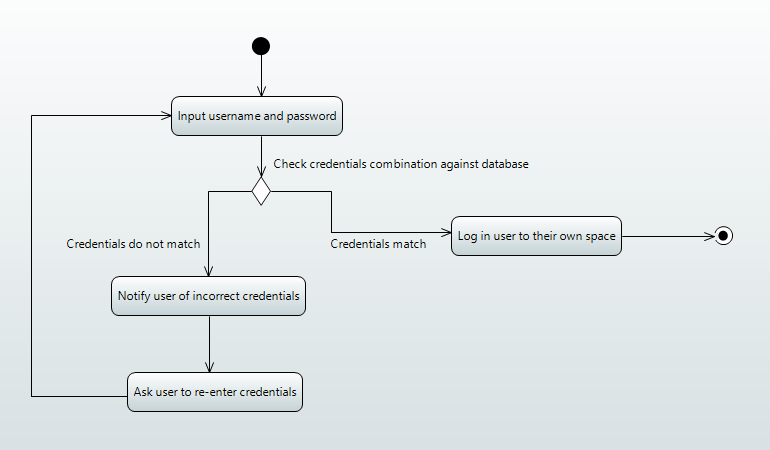 Input username and password
Check credentials combination against database
Credentials do not match
Credentials match
Log in user to their own space
Notify user of incorrect credentials
Ask user to re-enter credentials